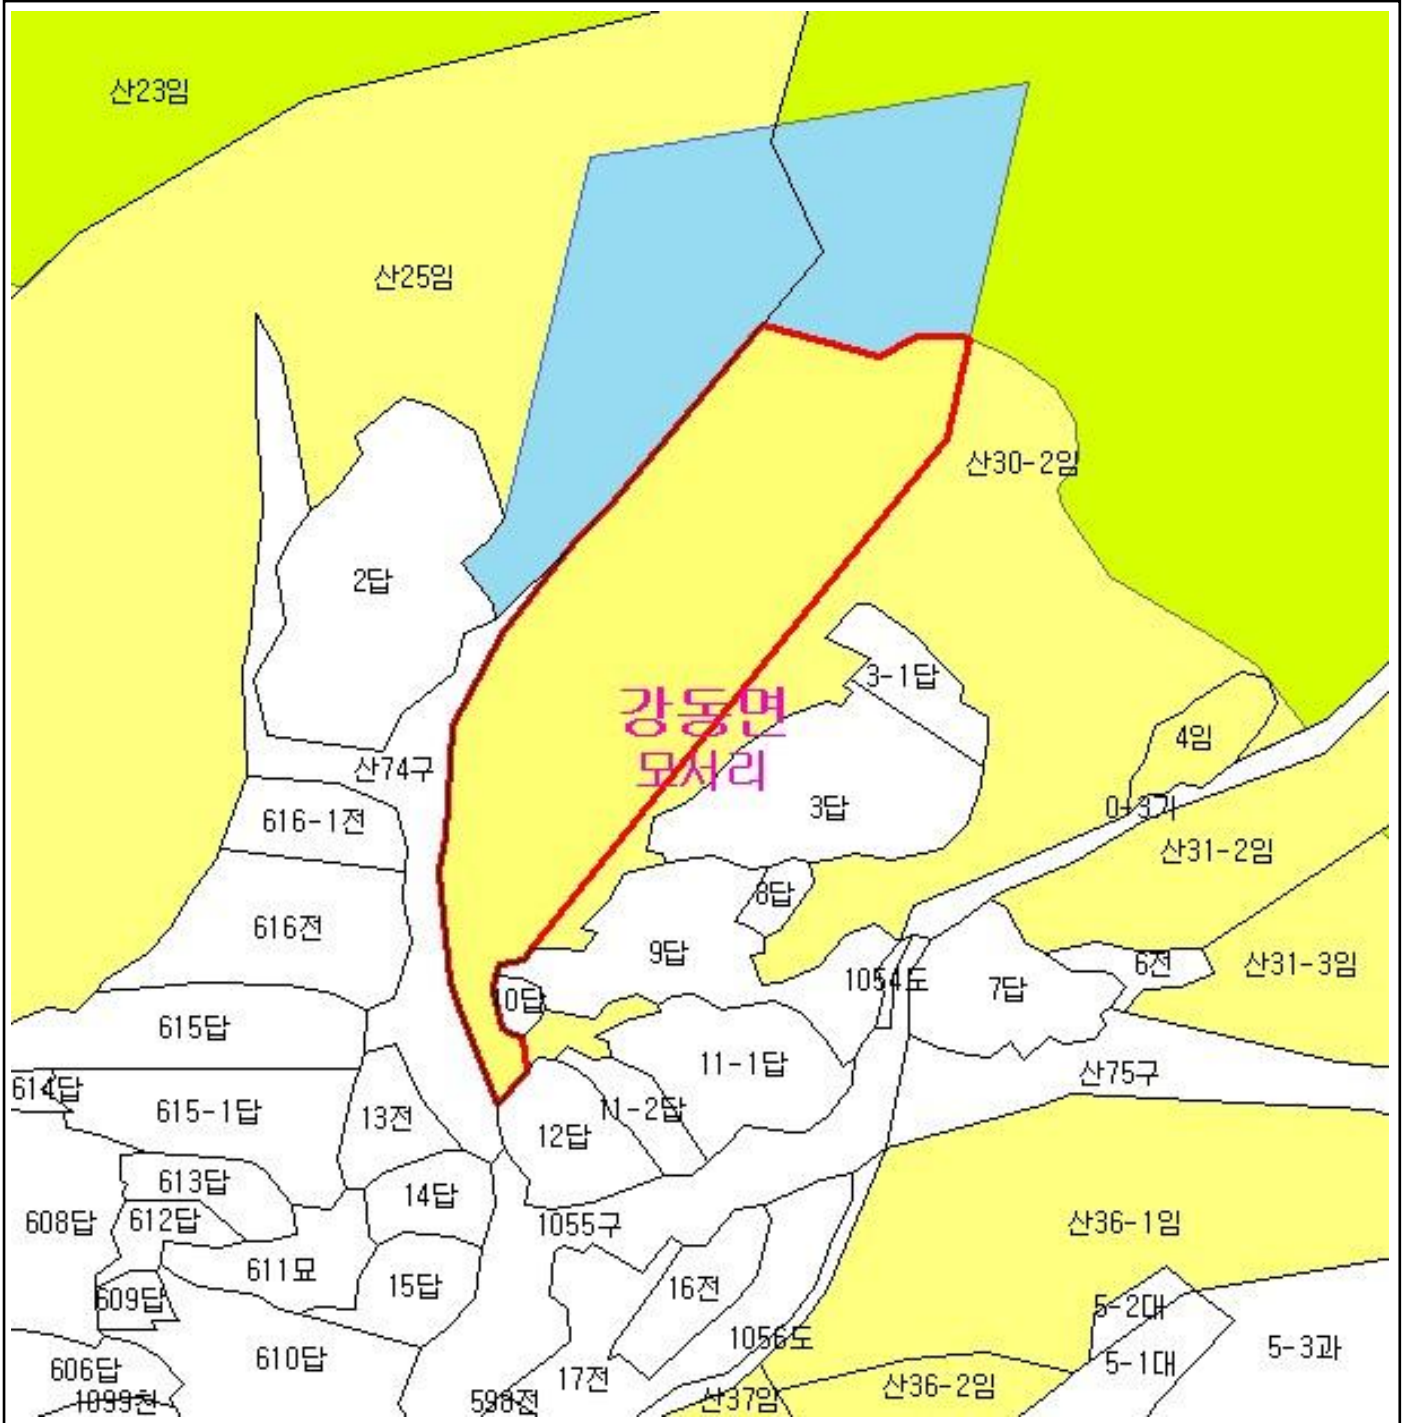 산23임
산25임
산30-2임
2답
3-1답
강동면
모서리
4임
산74구
3답
616-1전
산31-2임
8답
616전
9답
6전
산31-3임
1054도
7답
10답
615답
11-1답
산75구
614답
615-1답
13전
11-2답
12답
613답
14답
608답
612답
1055구
산36-1임
611묘
15답
16전
609답
5-2대
1056도
5-3과
610답
5-1대
606답
17전
산36-2임
산37임
1099천
598전